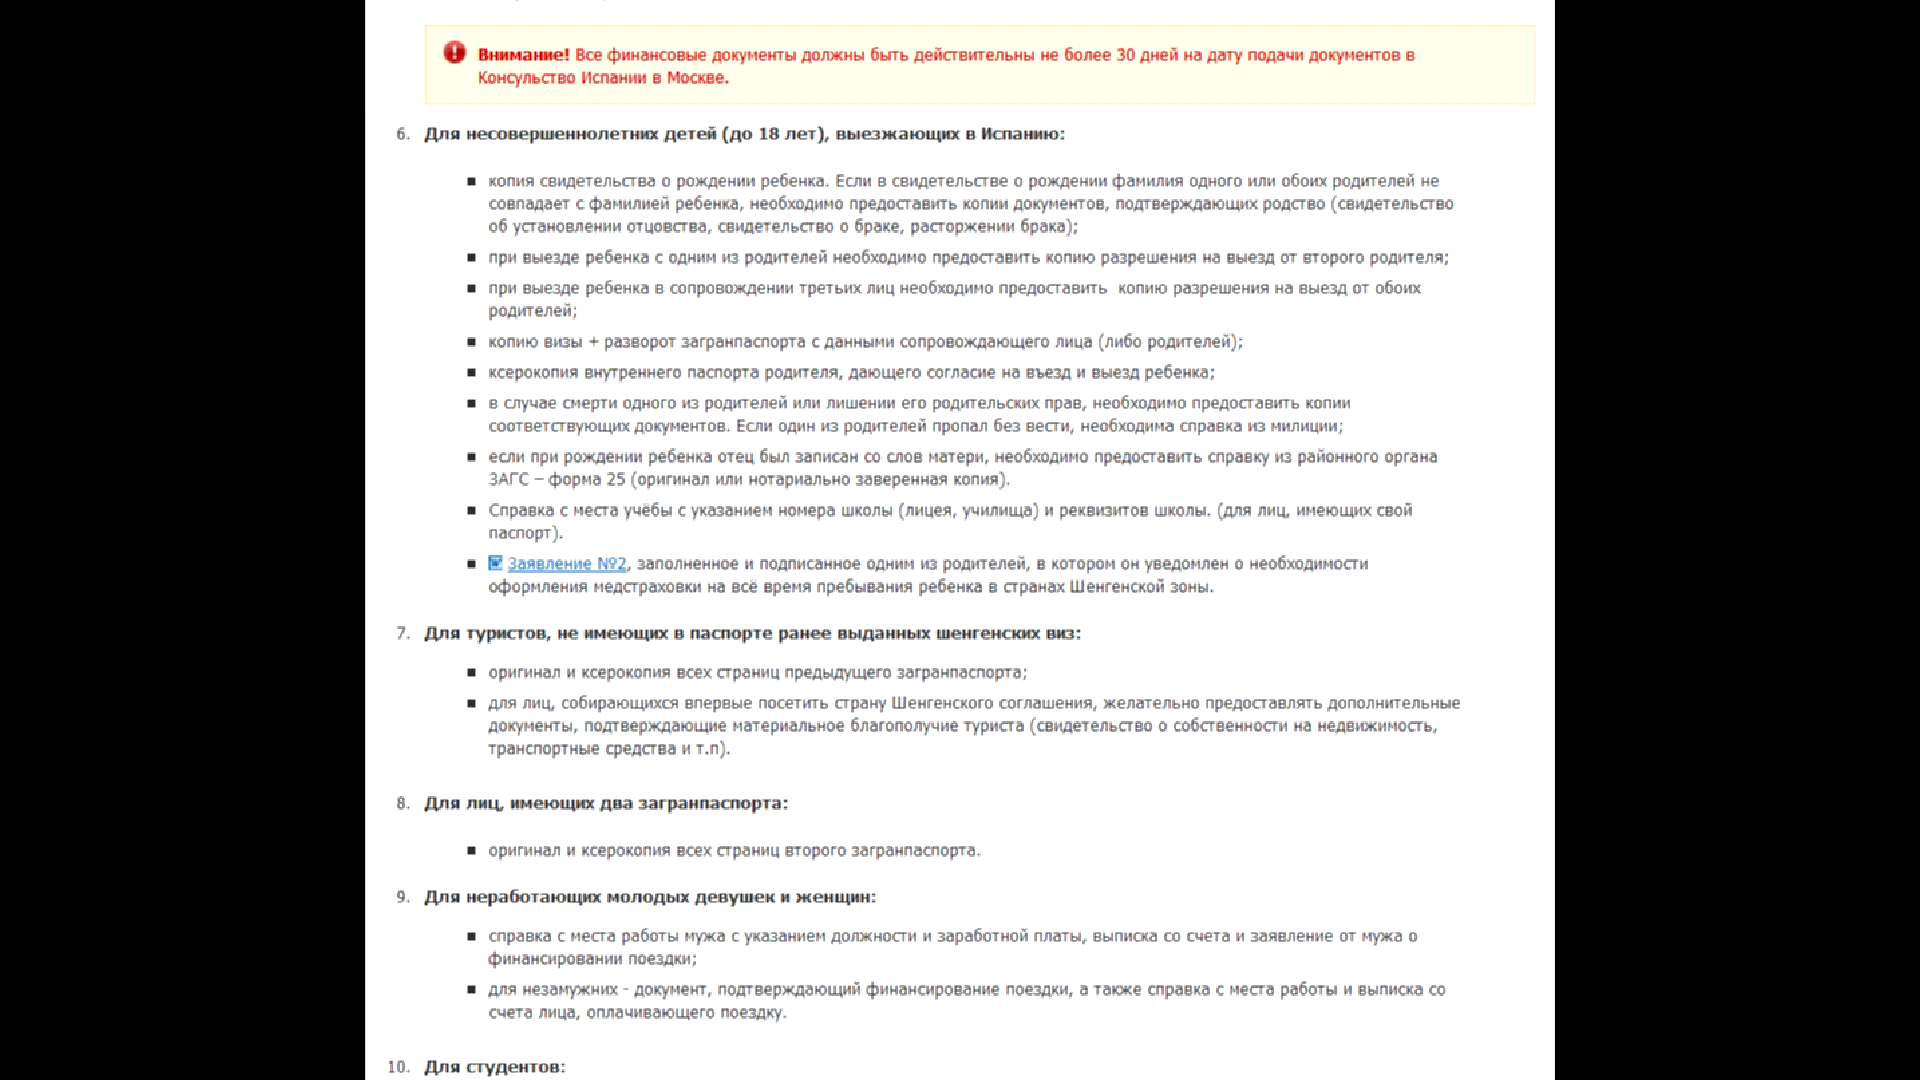 Внимание! Все финансовые документы должны быть действительны не более 30 дней на дату подачи документов в
Консульство Испании в Москве.
6. Для несовершеннолетних детей (до 18 лет), выезжающих в Испанию:
■ копия свидетельства о рождении ребенка. Если в свидетельстве о рождении фамилия одного или обоих родителей не
совпадает с фамилией ребенка, необходимо предоставить копии документов, подтверждающих родство (свидетельство
об установлении отцовства, свидетельство о браке, расторжении брака);
■ при выезде ребенка с одним из родителей необходимо предоставить копию разрешения на выезд от второго родителя;
■ при выезде ребенка в сопровождении третьих лиц необходимо предоставить копию разрешения на выезд от обоих
родителей;
■ копию визы + разворот загранпаспорта с данными сопровождающего лица (либо родителей);
■ ксерокопия внутреннего паспорта родителя, дающего согласие на въезд и выезд ребенка;
■ в случае смерти одного из родителей или лишении его родительских прав, необходимо предоставить копии
соответствующих документов. Если один из родителей пропал без вести, необходима справка из милиции;
■ если при рождении ребенка отец был записан со слов матери, необходимо предоставить справку из районного органа
ЗАГС – форма 25 (оригинал или нотариально заверенная копия).
■ Справка с места учёбы с указанием номера школы (лицея, училища) и реквизитов школы. (для лиц, имеющих свой
паспорт).
■ Заявление №2, заполненное и подписанное одним из родителей, в котором он уведомлен о необходимости
оформления медстраховки на всё время пребывания ребенка в странах Шенгенской зоны.
7. Для туристов, не имеющих в паспорте ранее выданных шенгенских виз:
■ оригинал и ксерокопия всех страниц предыдущего загранпаспорта;
■ для лиц, собирающихся впервые посетить страну Шенгенского соглашения, желательно предоставлять дополнительные
документы, подтверждающие материальное благополучие туриста (свидетельство о собственности на недвижимость,
транспортные средства и т.п).
8. Для лиц, имеющих два загранпаспорта:
■ оригинал и ксерокопия всех страниц второго загранпаспорта.
9. Для неработающих молодых девушек и женщин:
■ справка с места работы мужа с указанием должности и заработной платы, выписка со счета и заявление от мужа о
финансировании поездки;
■ для незамужних - документ, подтверждающий финансирование поездки, а также справка с места работы и выписка со
счета лица, оплачивающего поездку.
10. Для студентов: